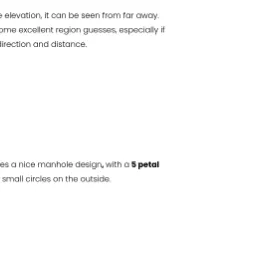 e elevation, it can be seen from far away.
ome excellent region guesses, especially if
direction and distance.
es a nice manhole design, with a 5 petal
small circles on the outside.